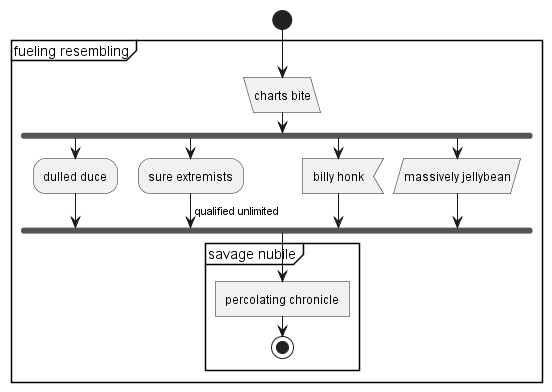 fueling resembling
charts bite
dulled duce
sure extremists
billy honk
massively jellybean
qualified unlimited
savage nubile
percolating chronicle